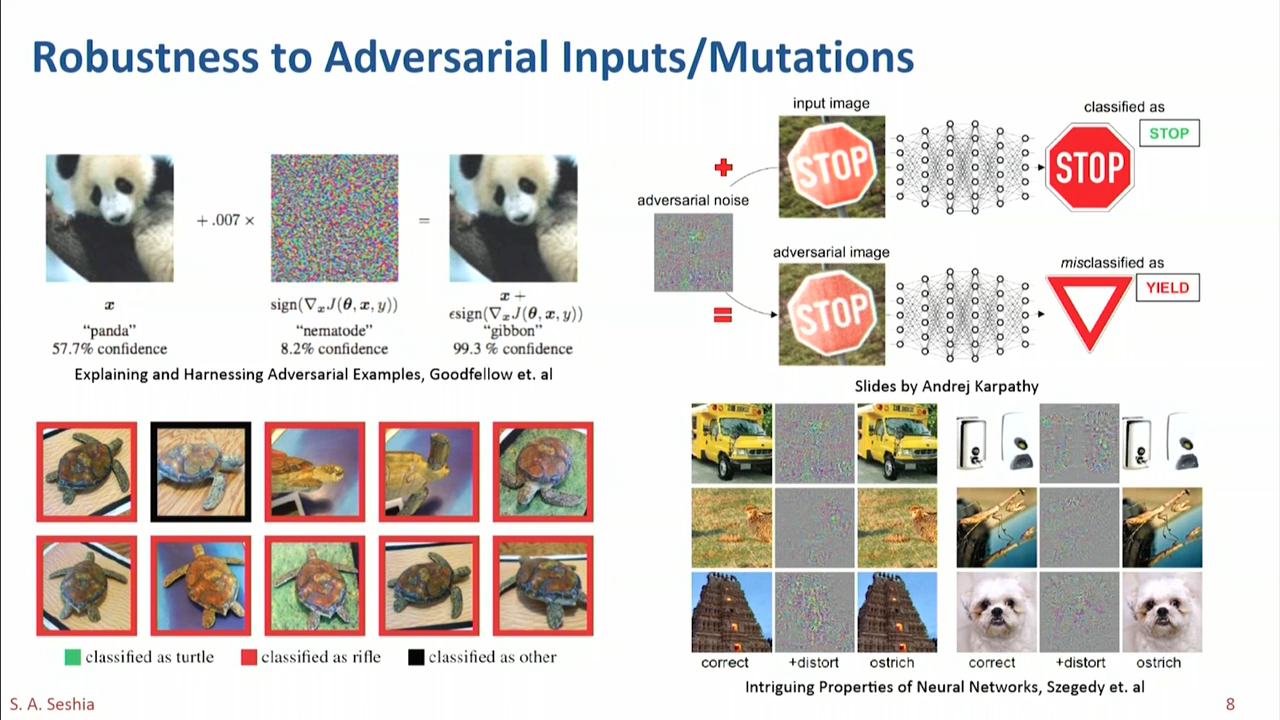 Robustness to Adversarial Inputs/Mutations
+ .007 ×
=
x
sign(∇ₓJ(θ, x, y))
x +
ϵsign(∇ₓJ(θ, x, y))
“panda”
“nematode”
“gibbon”
57.7% confidence
8.2% confidence
99.3 % confidence
Explaining and Harnessing Adversarial Examples, Goodfellow et. al
input image
classified as
STOP
STOP
STOP
adversarial noise
adversarial image
misclassified as
STOP
YIELD
Slides by Andrej Karpathy
classified as turtle
classified as rifle
classified as other
correct
+distort
ostrich
correct
+distort
ostrich
Intriguing Properties of Neural Networks, Szegedy et. al
S. A. Seshia
8